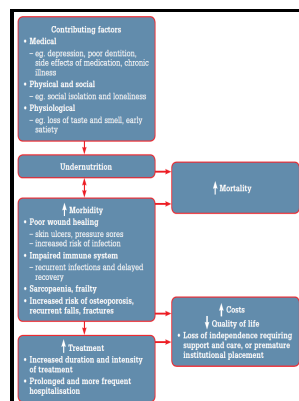 Contributing factors
• Medical
– eg. depression, poor dentition,
side effects of medication, chronic
illness
• Physical and social
– eg. social isolation and loneliness
• Physiological
– eg. loss of taste and smell, early
satiety
Undernutrition
↑ Mortality
↑ Morbidity
• Poor wound healing
– skin ulcers, pressure sores
– increased risk of infection
• Impaired immune system
– recurrent infections and delayed
recovery
• Sarcopaenia, frailty
• Increased risk of osteoporosis,
recurrent falls, fractures
↑ Costs
↓ Quality of life
• Loss of independence requiring
support and care, or premature
institutional placement
↑ Treatment
• Increased duration and intensity
of treatment
• Prolonged and more frequent
hospitalisation